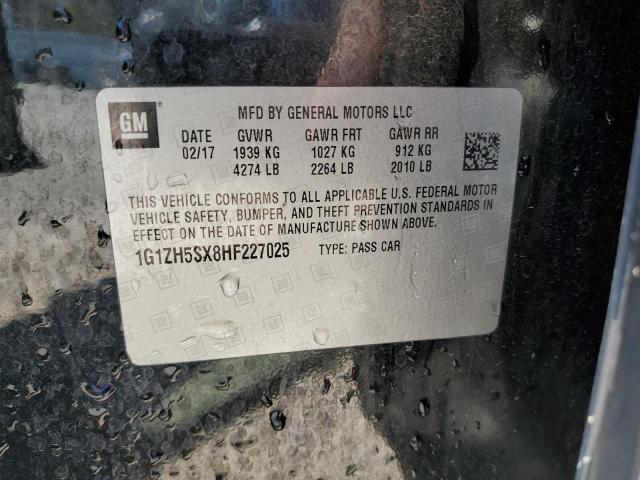 GM ®
MFD BY GENERAL MOTORS LLC
DATE GVWR GAWR FRT GAWR RR
02/17 1939 KG 1027 KG 912 KG
4274 LB 2264 LB 2010 LB
THIS VEHICLE CONFORMS TO ALL APPLICABLE U.S. FEDERAL MOTOR
VEHICLE SAFETY, BUMPER, AND THEFT PREVENTION STANDARDS IN
EFFECT ON THE DATE OF MANUFACTURE SHOWN ABOVE.
1G1ZH5SX8HF227025 TYPE: PASS CAR